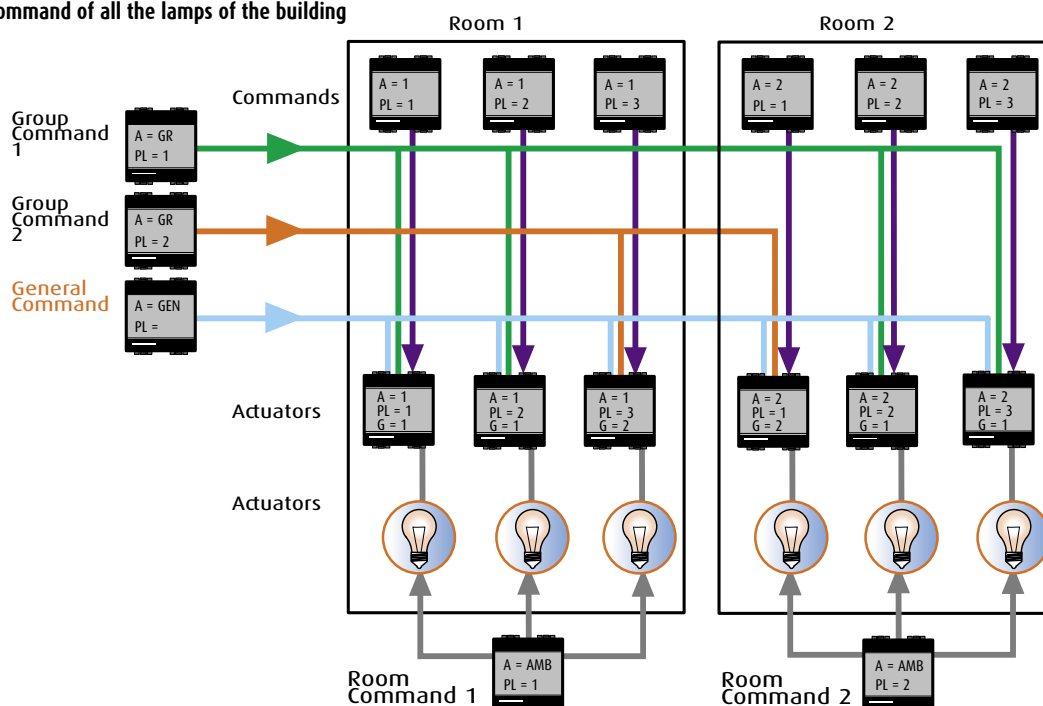 ommand of all the lamps of the building
Room 1
Room 2
Commands
A = 1
PL = 1
A = 1
PL = 2
A = 1
PL = 3
A = 2
PL = 1
A = 2
PL = 2
A = 2
PL = 3
Group
Command
1
A = GR
PL = 1
Group
Command
2
A = GR
PL = 2
General
Command
A = GEN
PL =
Actuators
A = 1
PL = 1
G = 1
A = 1
PL = 2
G = 1
A = 1
PL = 3
G = 2
A = 2
PL = 1
G = 2
A = 2
PL = 2
G = 1
A = 2
PL = 3
G = 1
Actuators
Room
Command 1
A = AMB
PL = 1
Room
Command 2
A = AMB
PL = 2